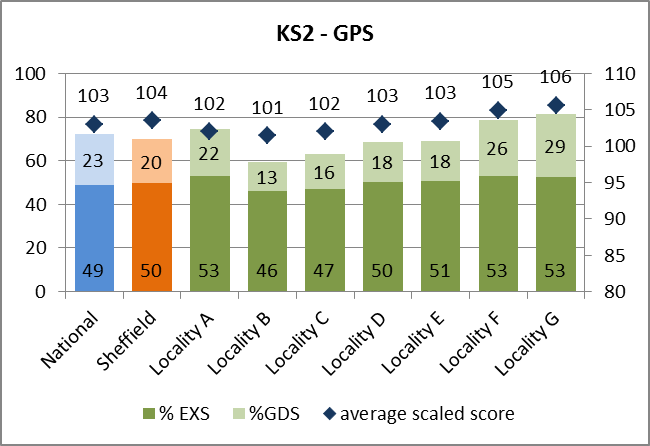 KS2 - GPS
100 103 104 102 101 102 103 103 105 106 110
80 105
60 23 20 22 13 16 18 18 26 29 100
40 95
20 90
49 50 53 46 47 50 51 53 53 85
0 80
National Sheffield Locality A Locality B Locality C Locality D Locality E Locality F Locality G
% EXS %GDS average scaled score